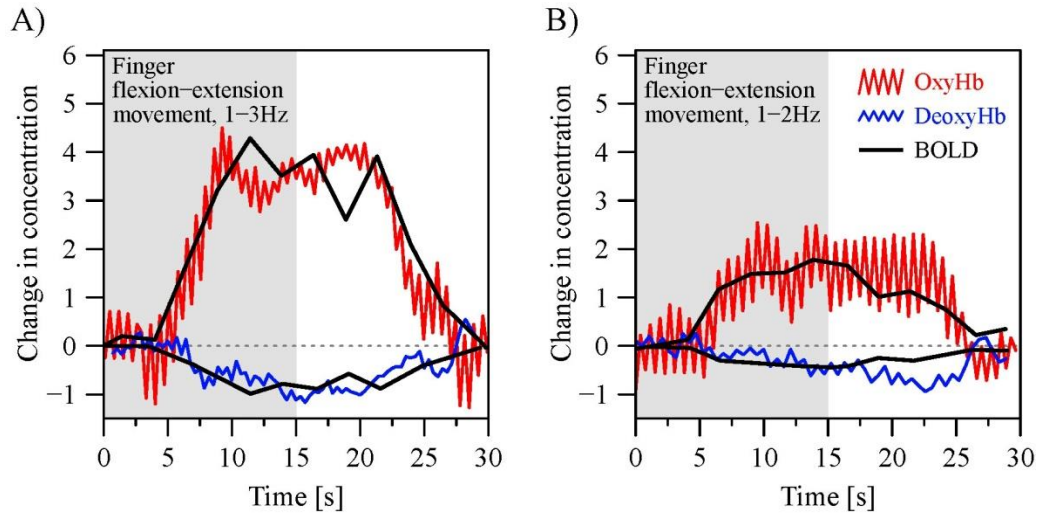 A)
Finger
flexion−extension
movement, 1−3Hz
Change in concentration
6
5
4
3
2
1
0
−1
0 5 10 15 20 25 30
Time [s]
B)
Finger
flexion−extension
movement, 1−2Hz
OxyHb
DeoxyHb
BOLD
Change in concentration
6
5
4
3
2
1
0
−1
0 5 10 15 20 25 30
Time [s]